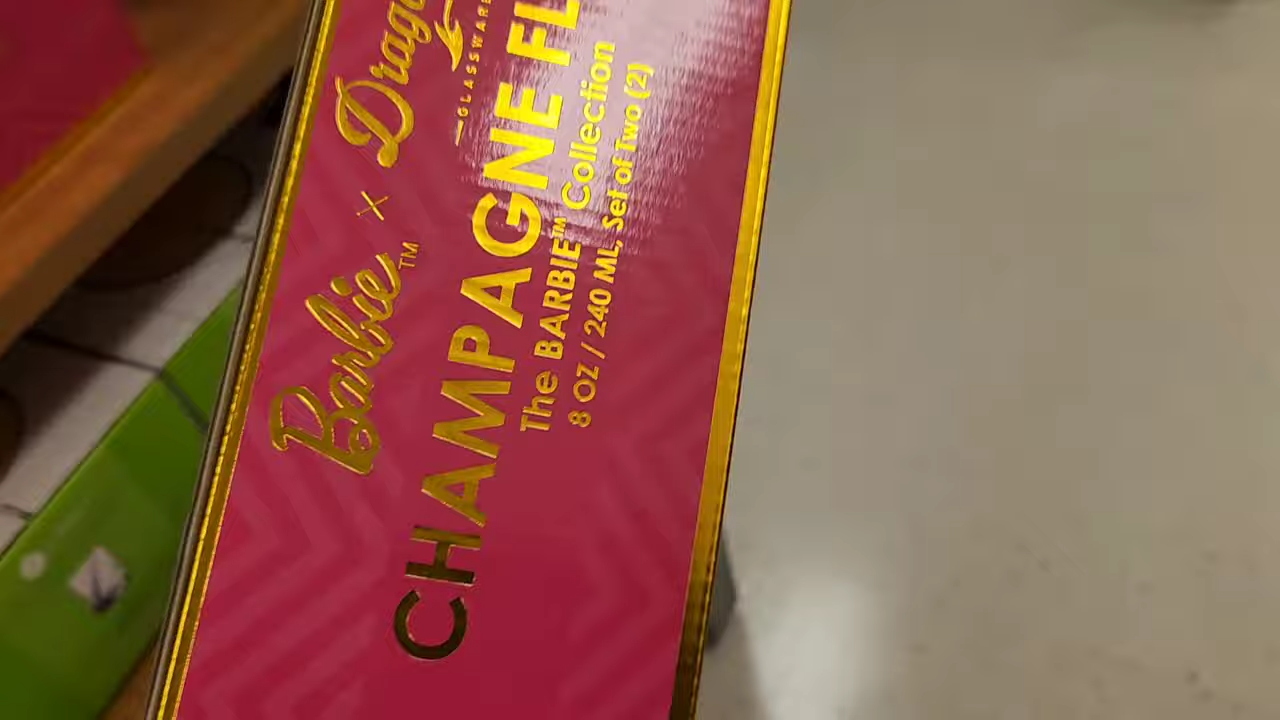 Barbie™ × Drag
GLASSWARE
CHAMPAGNE FL
The BARBIE™ Collection
8 OZ / 240 ML, Set of Two (2)